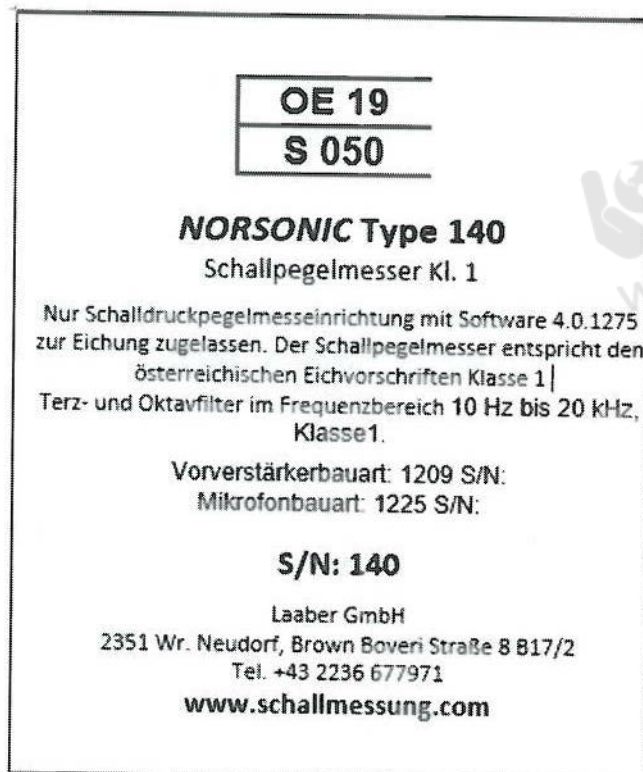 OE 19
S 050
NORSONIC Type 140
Schallpegelmesser Kl. 1
Nur Schalldruckpegelmesseinrichtung mit Software 4.0.1275
zur Eichung zugelassen. Der Schallpegelmesser entspricht den
österreichischen Eichvorschriften Klasse 1
Terz- und Oktavfilter im Frequenzbereich 10 Hz bis 20 kHz,
Klasse1.
Vorverstärkerbauart: 1209 S/N:
Mikrofonbauart: 1225 S/N:
S/N: 140
Laaber GmbH
2351 Wr. Neudorf, Brown Boveri Straße 8 B17/2
Tel. +43 2236 677971
www.schallmessung.com